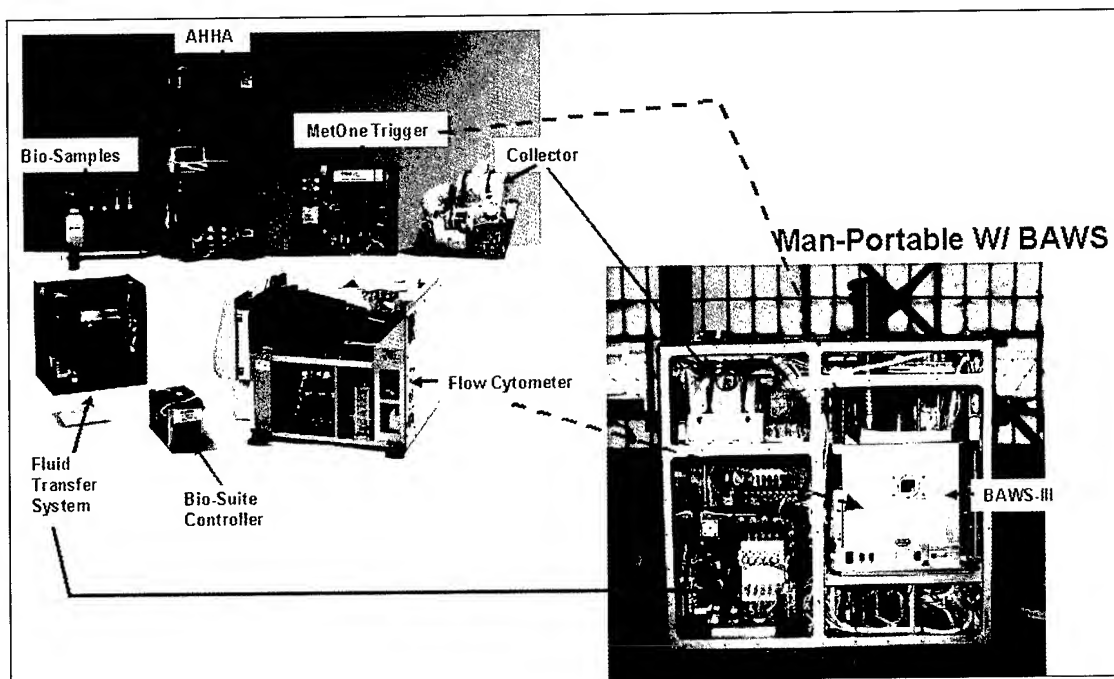 AHHA
MetOne Trigger
Bio-Samples
Collector
Man-Portable W/ BAWS
Flow Cytometer
Fluid
Transfer
System
Bio-Suite
Controller
BAWS-III